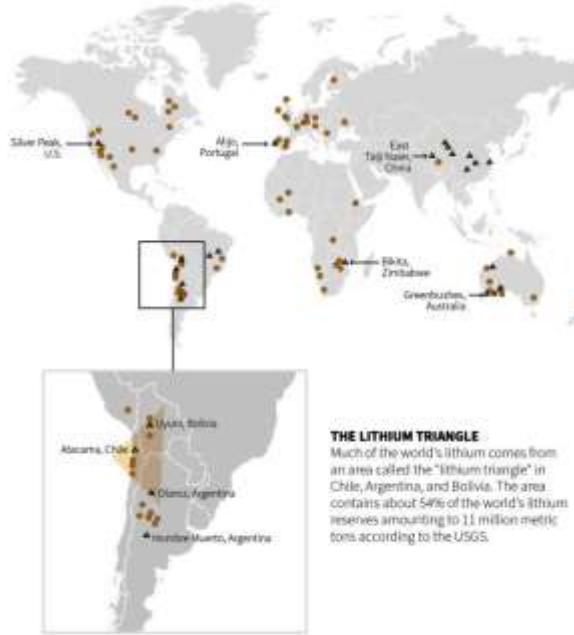 Silver Peak,
U.S.
Alijo,
Portugal
East
Taiji Naier,
China
Bikita,
Zimbabwe
Greenbushes,
Australia
Uyuni, Bolivia
Atacama, Chile
Olaroz, Argentina
Hombre Muerto, Argentina
THE LITHIUM TRIANGLE
Much of the world's lithium comes from
an area called the "lithium triangle" in
Chile, Argentina, and Bolivia. The area
contains about 54% of the world's lithium
reserves amounting to 11 million metric
tons according to the USGS.